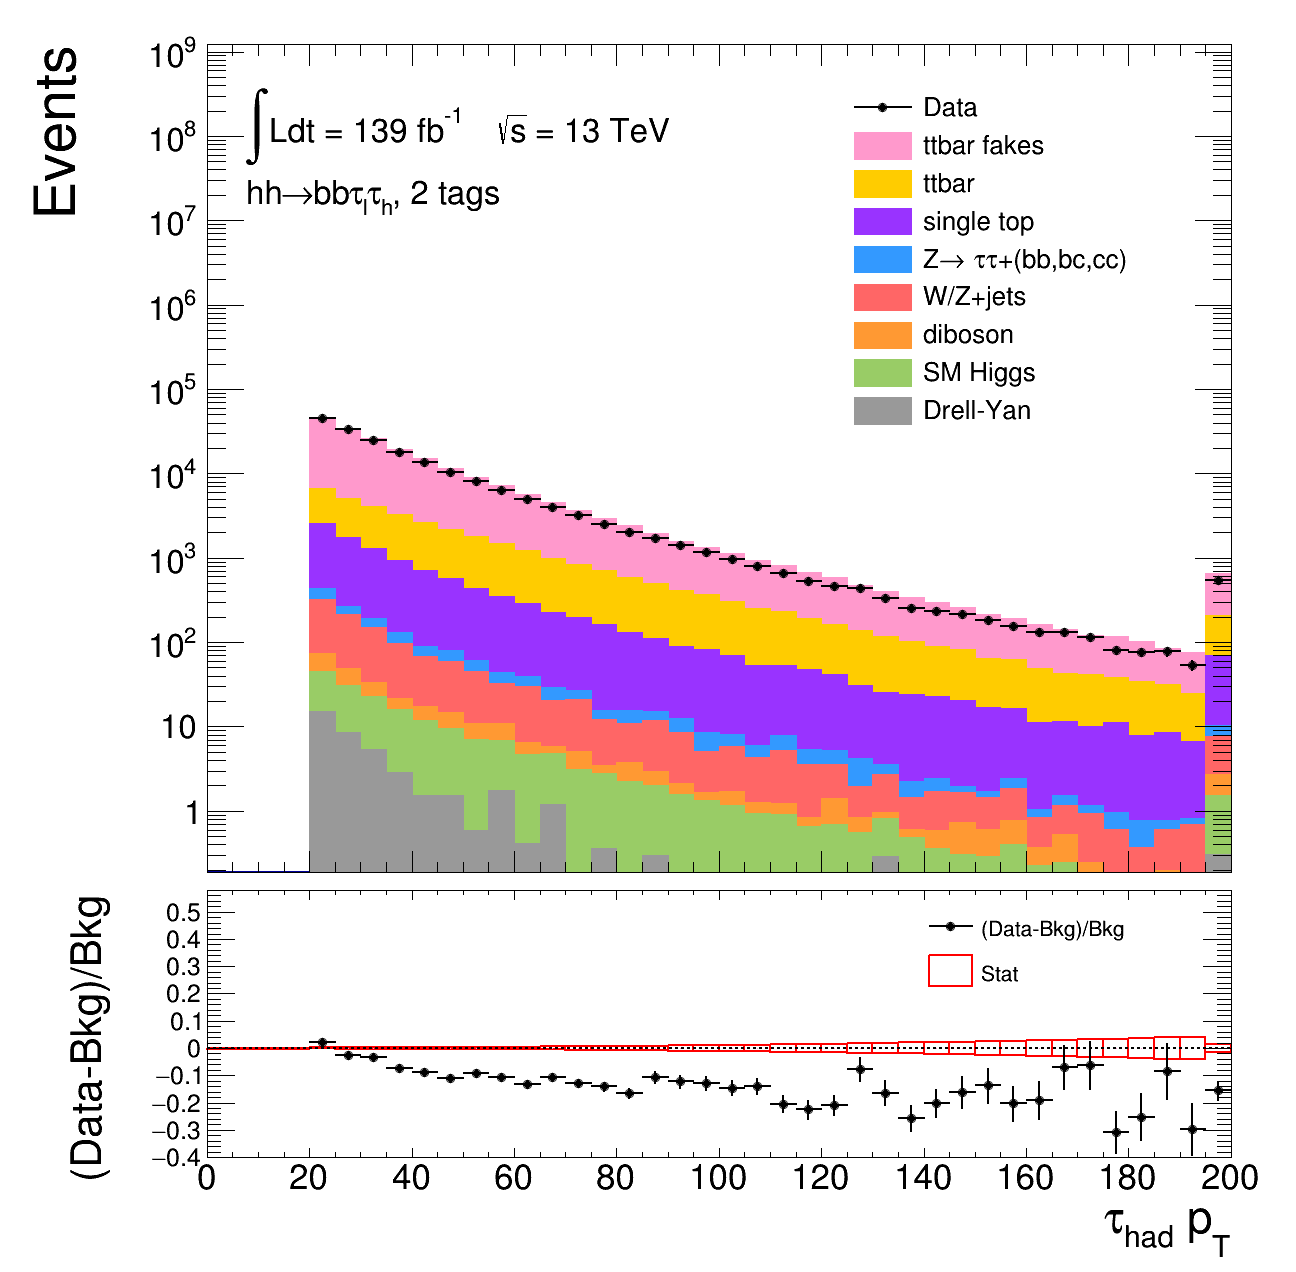 Events
10⁹
10⁸
10⁷
10⁶
10⁵
10⁴
10³
10²
10
1
∫Ldt = 139 fb⁻¹ √s = 13 TeV
hh→bbτₗτₕ, 2 tags
Data
ttbar fakes
ttbar
single top
Z→ ττ+(bb,bc,cc)
W/Z+jets
diboson
SM Higgs
Drell-Yan
(Data-Bkg)/Bkg
0.5
0.4
0.3
0.2
0.1
0
−0.1
−0.2
−0.3
−0.4
(Data-Bkg)/Bkg
Stat
0 20 40 60 80 100 120 140 160 180 200
τ_had p_T